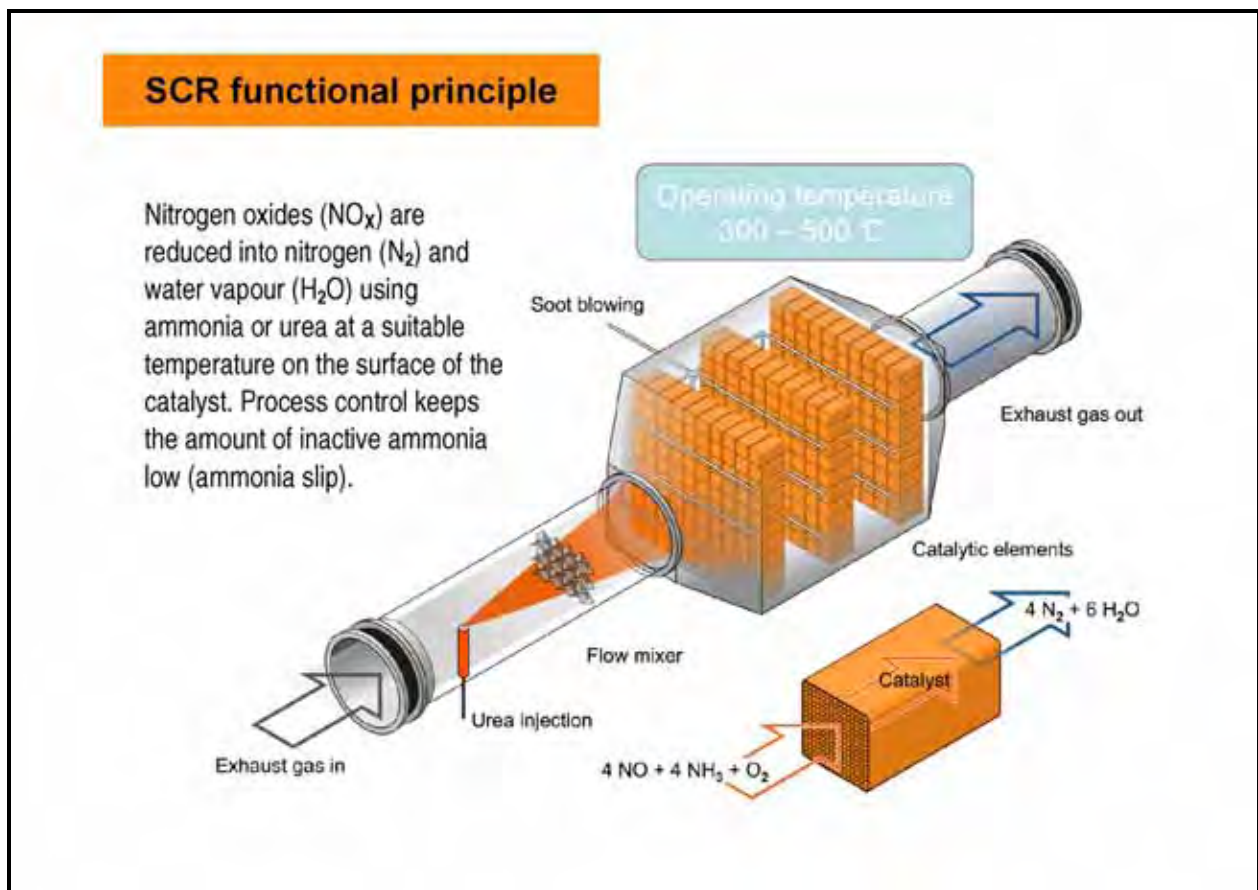 SCR functional principle
Nitrogen oxides (NOx) are
reduced into nitrogen (N₂) and
water vapour (H₂O) using
ammonia or urea at a suitable
temperature on the surface of the
catalyst. Process control keeps
the amount of inactive ammonia
low (ammonia slip).
Operating temperature
300 – 500 °C
Soot blowing
Exhaust gas out
Catalytic elements
4 N₂ + 6 H₂O
Flow mixer
Catalyst
Urea injection
Exhaust gas in
4 NO + 4 NH₃ + O₂